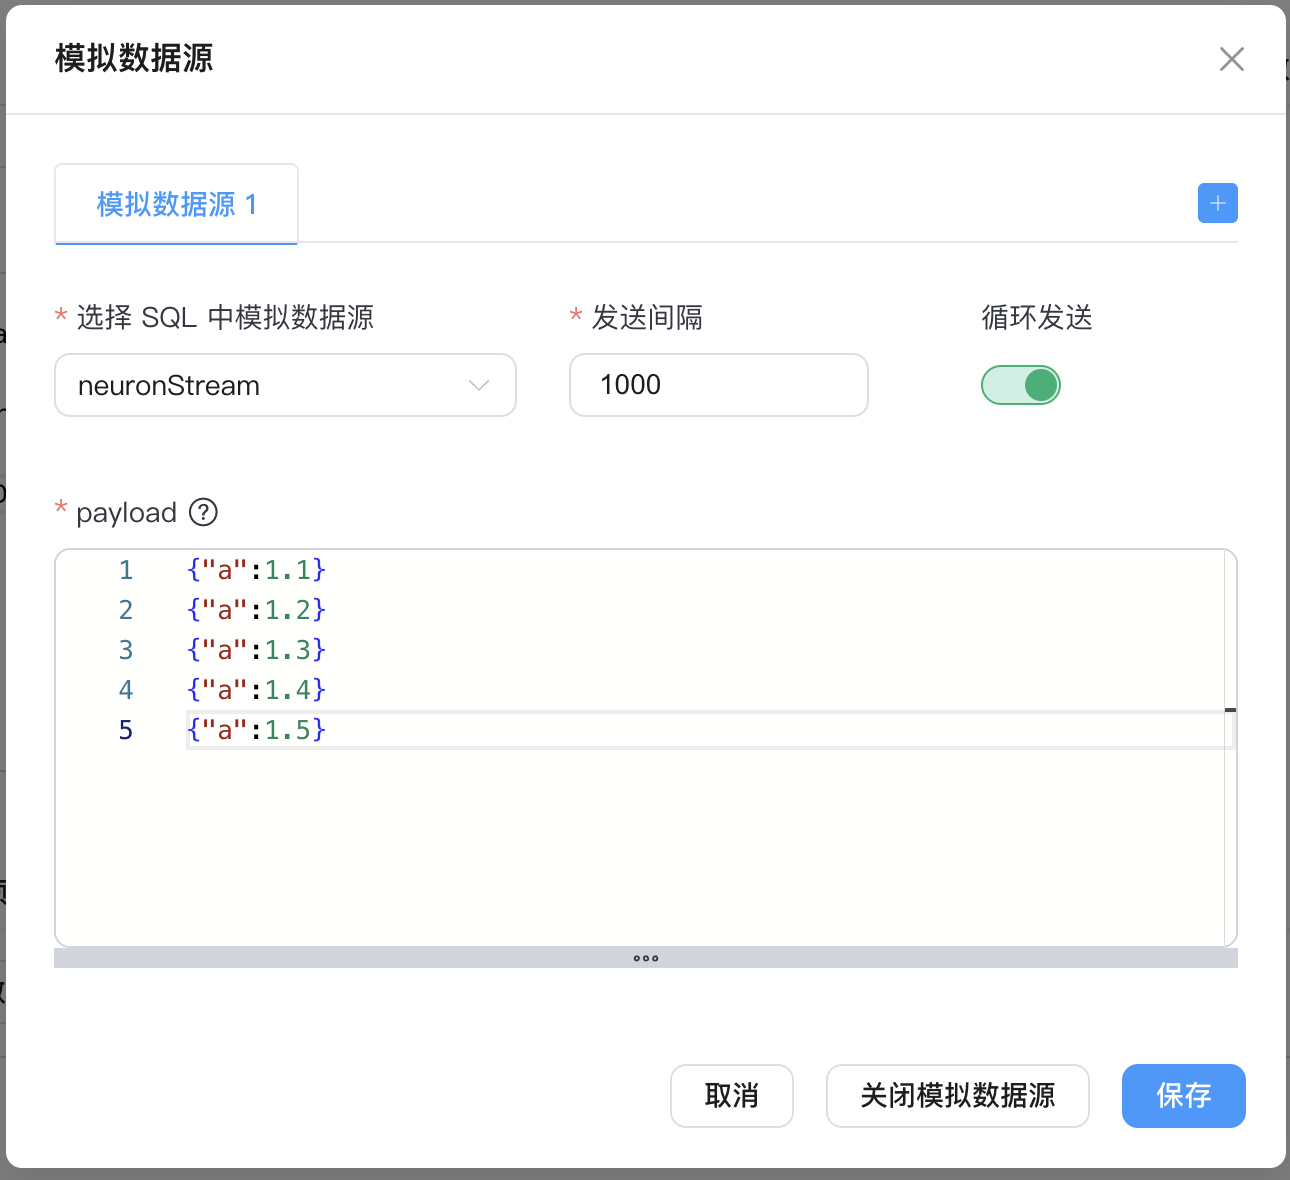 模拟数据源
模拟数据源 1
* 选择 SQL 中模拟数据源
* 发送间隔
循环发送
neuronStream
1000
* payload ?
1 {"a":1.1}
2 {"a":1.2}
3 {"a":1.3}
4 {"a":1.4}
5 {"a":1.5}
取消
关闭模拟数据源
保存